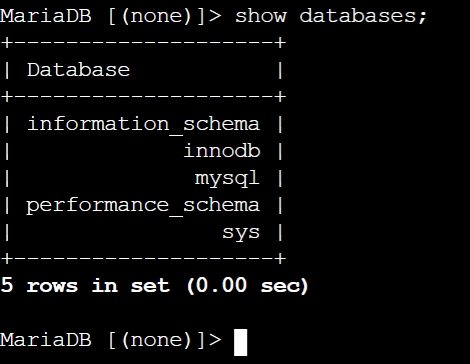 MariaDB [(none)]> show databases;
+--------------------+
| Database           |
+--------------------+
| information_schema |
|             innodb |
|              mysql |
| performance_schema |
|                sys |
+--------------------+
5 rows in set (0.00 sec)
MariaDB [(none)]>